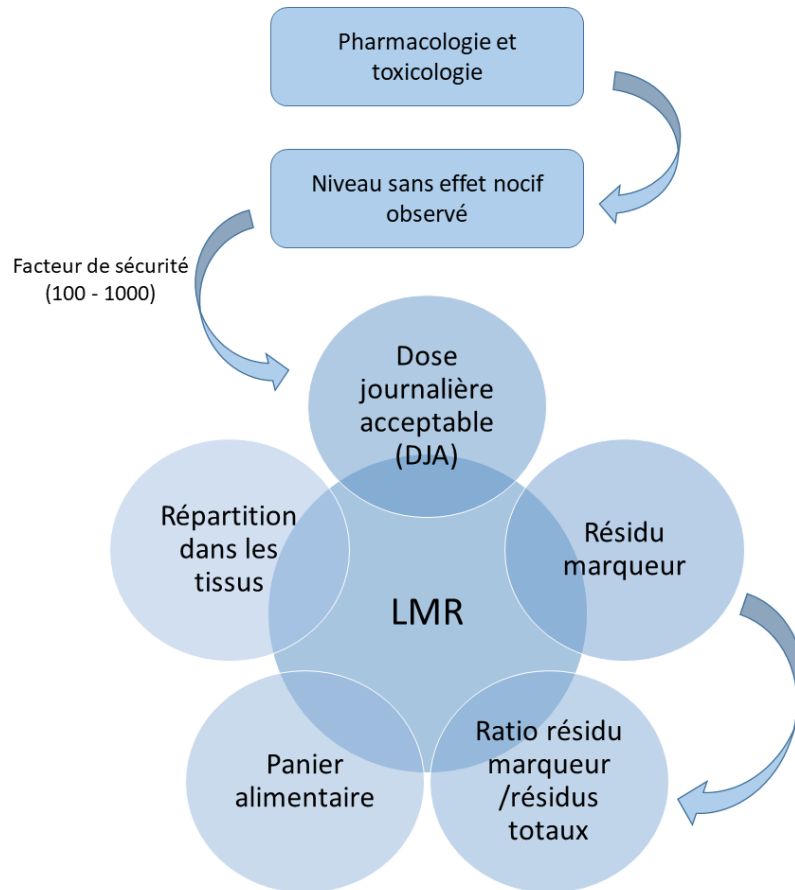 Pharmacologie et
toxicologie
Niveau sans effet nocif
observé
Facteur de sécurité
(100 - 1000)
Dose
journalière
acceptable
(DJA)
Répartition
dans les
tissus
Résidu
marqueur
LMR
Panier
alimentaire
Ratio résidu
marqueur
/résidus
totaux